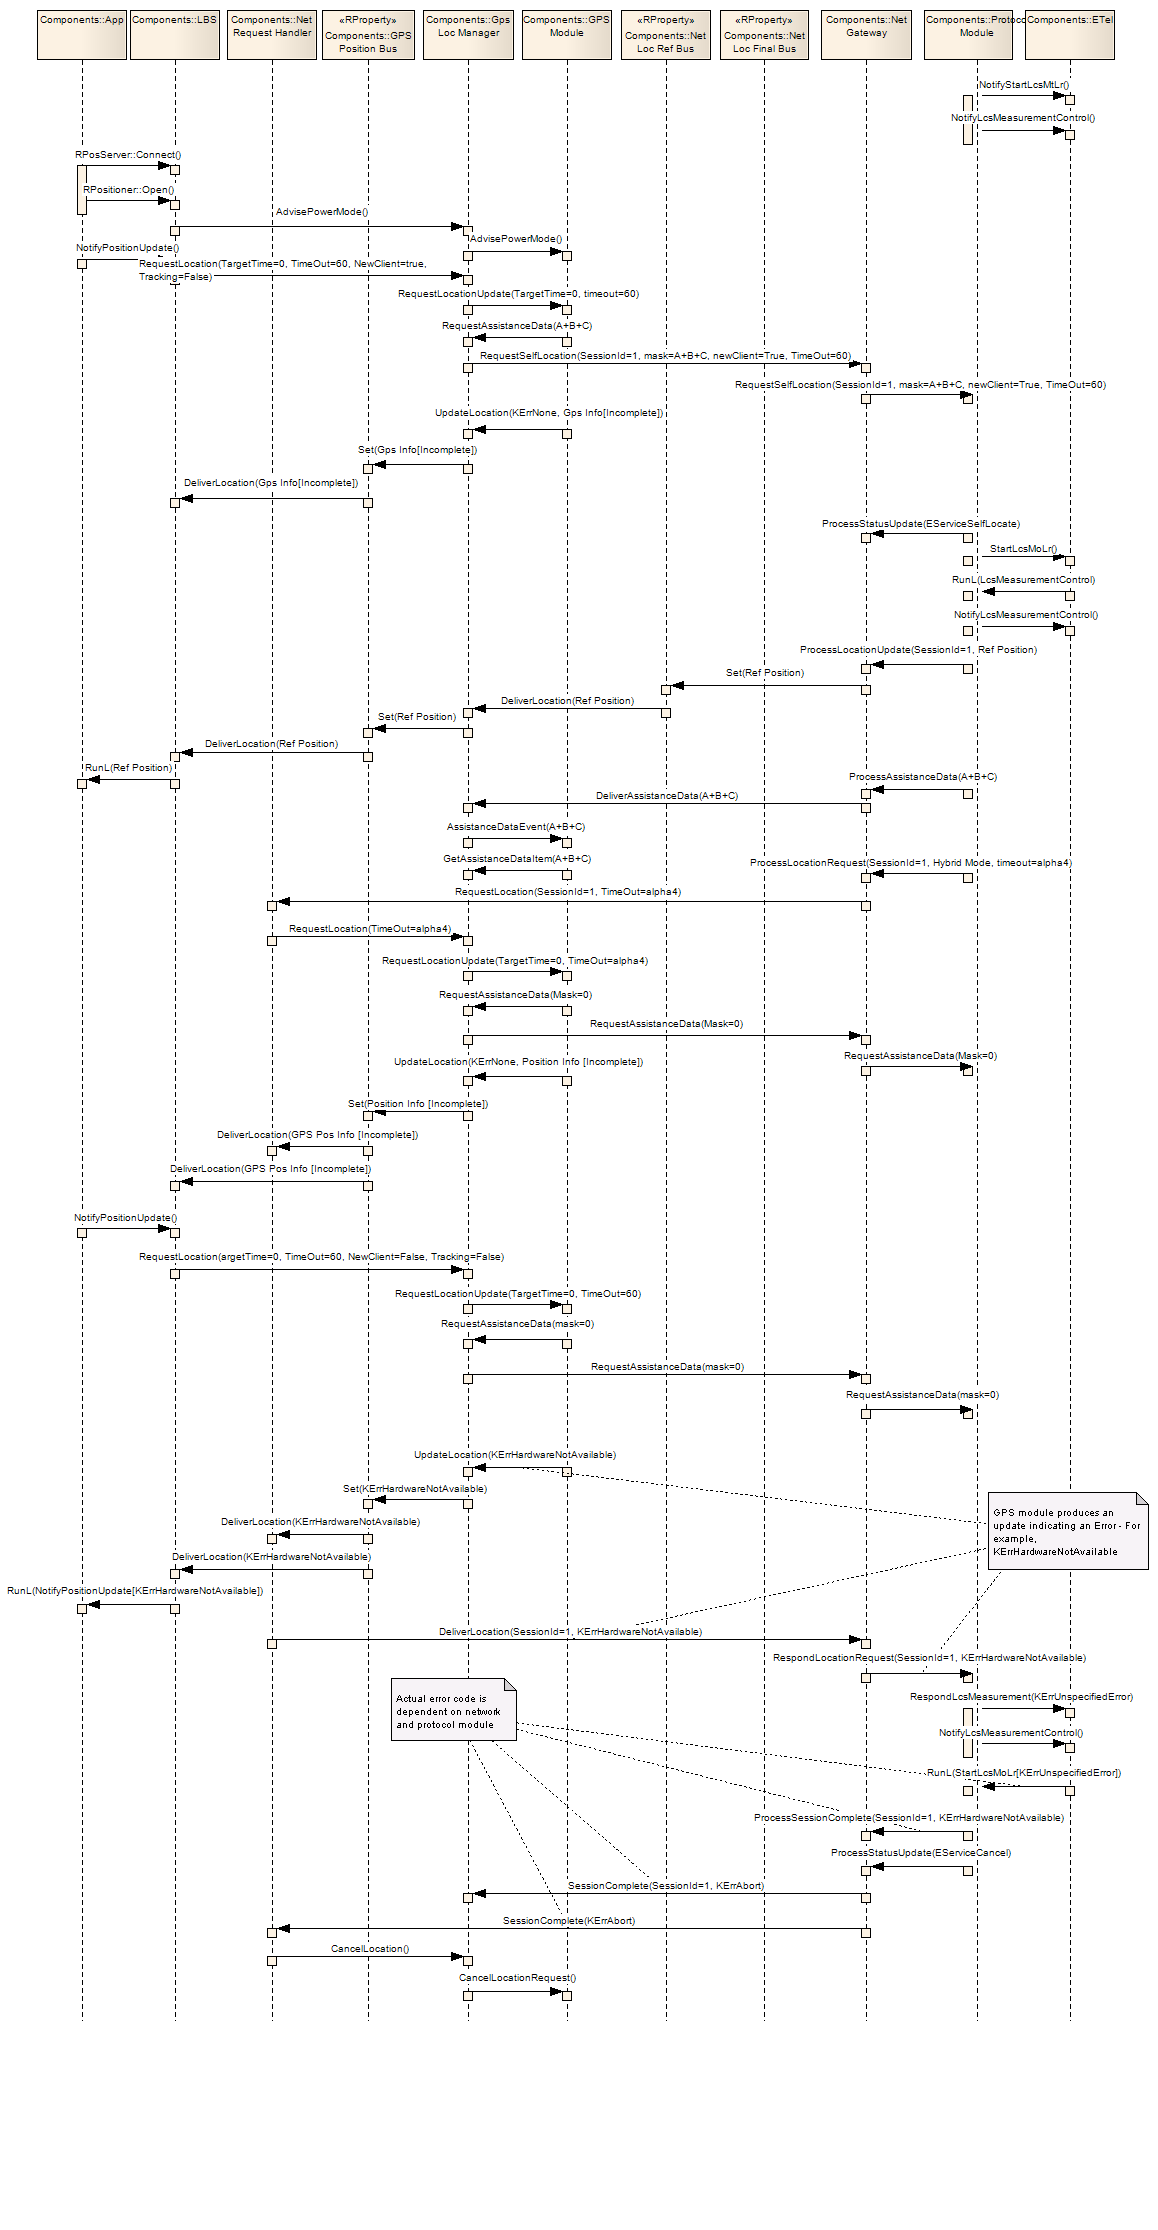 Components::App
Components::LBS
Components::Net
Request Handler
«RProperty»
Components::GPS
Position Bus
Components::Gps
Loc Manager
Components::GPS
Module
«RProperty»
Components::Net
Loc Ref Bus
«RProperty»
Components::Net
Loc Final Bus
Components::Net
Gateway
Components::Protoco
Module
Components::ETel
NotifyStartLcsMtLr()
NotifyLcsMeasurementControl()
RPosServer::Connect()
RPositioner::Open()
AdvisePowerMode()
AdvisePowerMode()
NotifyPositionUpdate()
RequestLocation(TargetTime=0, TimeOut=60, NewClient=true,
Tracking=False)
RequestLocationUpdate(TargetTime=0, timeout=60)
RequestAssistanceData(A+B+C)
RequestSelfLocation(SessionId=1, mask=A+B+C, newClient=True, TimeOut=60)
RequestSelfLocation(SessionId=1, mask=A+B+C, newClient=True, TimeOut=60)
UpdateLocation(KErrNone, Gps Info[Incomplete])
Set(Gps Info[Incomplete])
DeliverLocation(Gps Info[Incomplete])
ProcessStatusUpdate(EServiceSelfLocate)
StartLcsMoLr()
RunL(LcsMeasurementControl)
NotifyLcsMeasurementControl()
ProcessLocationUpdate(SessionId=1, Ref Position)
Set(Ref Position)
DeliverLocation(Ref Position)
Set(Ref Position)
DeliverLocation(Ref Position)
RunL(Ref Position)
ProcessAssistanceData(A+B+C)
DeliverAssistanceData(A+B+C)
AssistanceDataEvent(A+B+C)
GetAssistanceDataItem(A+B+C)
ProcessLocationRequest(SessionId=1, Hybrid Mode, timeout=alpha4)
RequestLocation(SessionId=1, TimeOut=alpha4)
RequestLocation(TimeOut=alpha4)
RequestLocationUpdate(TargetTime=0, TimeOut=alpha4)
RequestAssistanceData(Mask=0)
RequestAssistanceData(Mask=0)
RequestAssistanceData(Mask=0)
UpdateLocation(KErrNone, Position Info [Incomplete])
Set(Position Info [Incomplete])
DeliverLocation(GPS Pos Info [Incomplete])
DeliverLocation(GPS Pos Info [Incomplete])
NotifyPositionUpdate()
RequestLocation(argetTime=0, TimeOut=60, NewClient=False, Tracking=False)
RequestLocationUpdate(TargetTime=0, TimeOut=60)
RequestAssistanceData(mask=0)
RequestAssistanceData(mask=0)
RequestAssistanceData(mask=0)
UpdateLocation(KErrHardwareNotAvailable)
Set(KErrHardwareNotAvailable)
GPS module produces an
update indicating an Error - For
example,
KErrHardwareNotAvailable
DeliverLocation(KErrHardwareNotAvailable)
DeliverLocation(KErrHardwareNotAvailable)
RunL(NotifyPositionUpdate[KErrHardwareNotAvailable])
DeliverLocation(SessionId=1, KErrHardwareNotAvailable)
RespondLocationRequest(SessionId=1, KErrHardwareNotAvailable)
Actual error code is
dependent on network
and protocol module
RespondLcsMeasurement(KErrUnspecifiedError)
NotifyLcsMeasurementControl()
RunL(StartLcsMoLr[KErrUnspecifiedError])
ProcessSessionComplete(SessionId=1, KErrHardwareNotAvailable)
ProcessStatusUpdate(EServiceCancel)
SessionComplete(SessionId=1, KErrAbort)
SessionComplete(KErrAbort)
CancelLocation()
CancelLocationRequest()